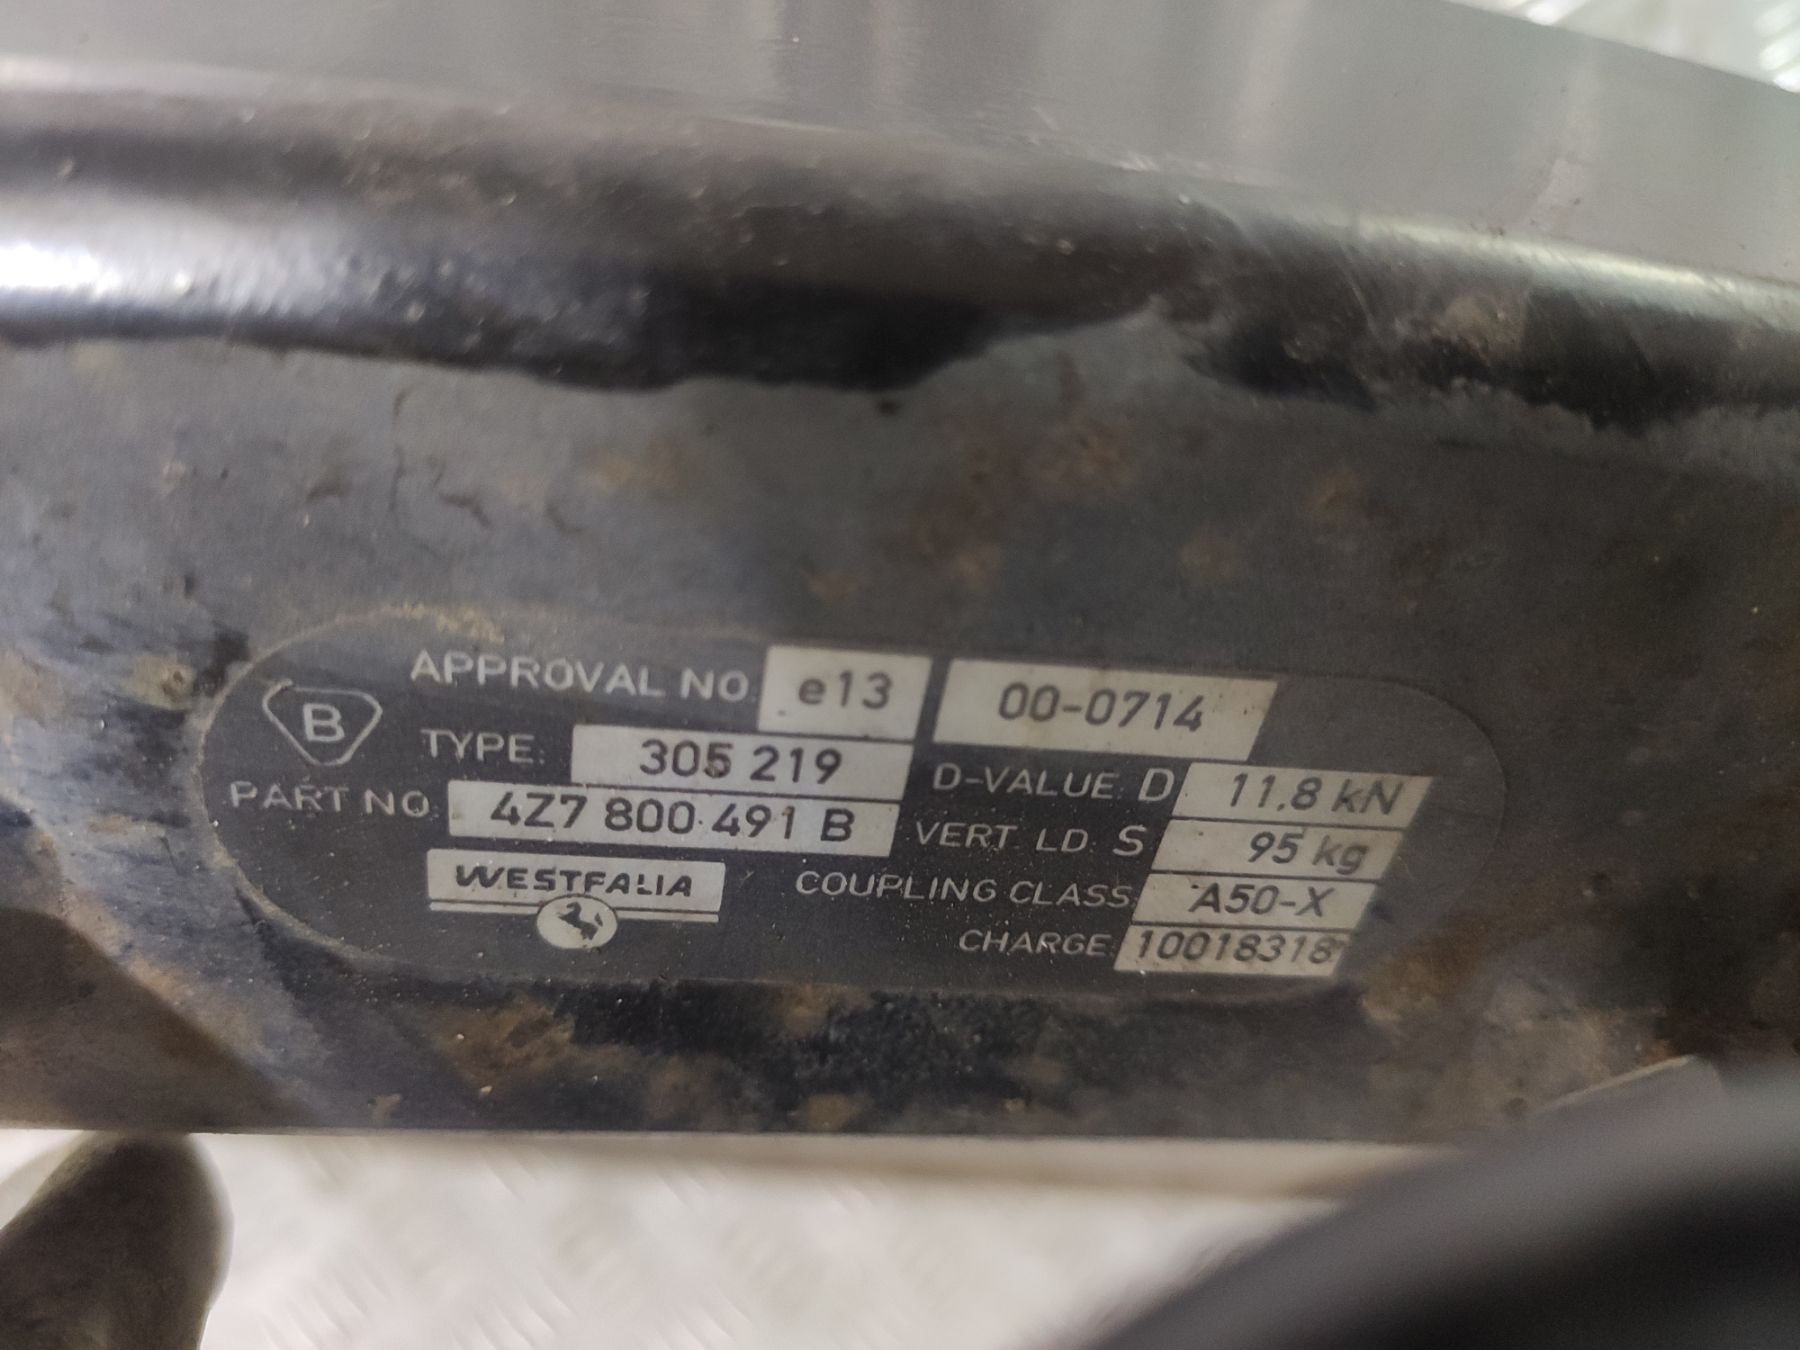 APPROVAL NO. e13 00-0714
B
TYPE: 305 219
D-VALUE: D 11.8 kN
PART NO. 4Z7 800 491 B
VERT. LD. S 95 kg
WESTFALIA
COUPLING CLASS: A50-X
CHARGE: 10018318